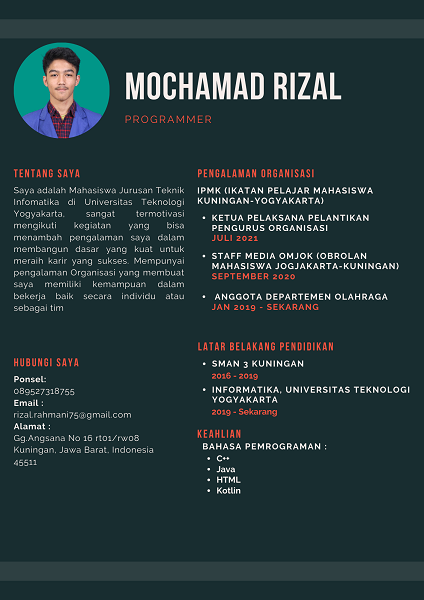 MOCHAMAD RIZAL
PROGRAMMER
TENTANG SAYA
Saya adalah Mahasiswa Jurusan Teknik
Infomatika di Universitas Teknologi
Yogyakarta, sangat termotivasi
mengikuti kegiatan yang bisa
menambah pengalaman saya dalam
membangun dasar yang kuat untuk
meraih karir yang sukses. Mempunyai
pengalaman Organisasi yang membuat
saya memiliki kemampuan dalam
bekerja baik secara individu atau
sebagai tim
HUBUNGI SAYA
Ponsel:
089527318755
Email :
rizal.rahmani75@gmail.com
Alamat :
Gg.Angsana No 16 rt01/rw08
Kuningan, Jawa Barat, Indonesia
45511
PENGALAMAN ORGANISASI
IPMK (IKATAN PELAJAR MAHASISWA
KUNINGAN-YOGYAKARTA)
• KETUA PELAKSANA PELANTIKAN
PENGURUS ORGANISASI
JULI 2021
• STAFF MEDIA OMJOK (OBROLAN
MAHASISWA JOGJAKARTA-KUNINGAN)
SEPTEMBER 2020
• ANGGOTA DEPARTEMEN OLAHRAGA
JAN 2019 - SEKARANG
LATAR BELAKANG PENDIDIKAN
• SMAN 3 KUNINGAN
2016 - 2019
• INFORMATIKA, UNIVERSITAS TEKNOLOGI
YOGYAKARTA
2019 - Sekarang
KEAHLIAN
BAHASA PEMROGRAMAN :
• C++
• Java
• HTML
• Kotlin